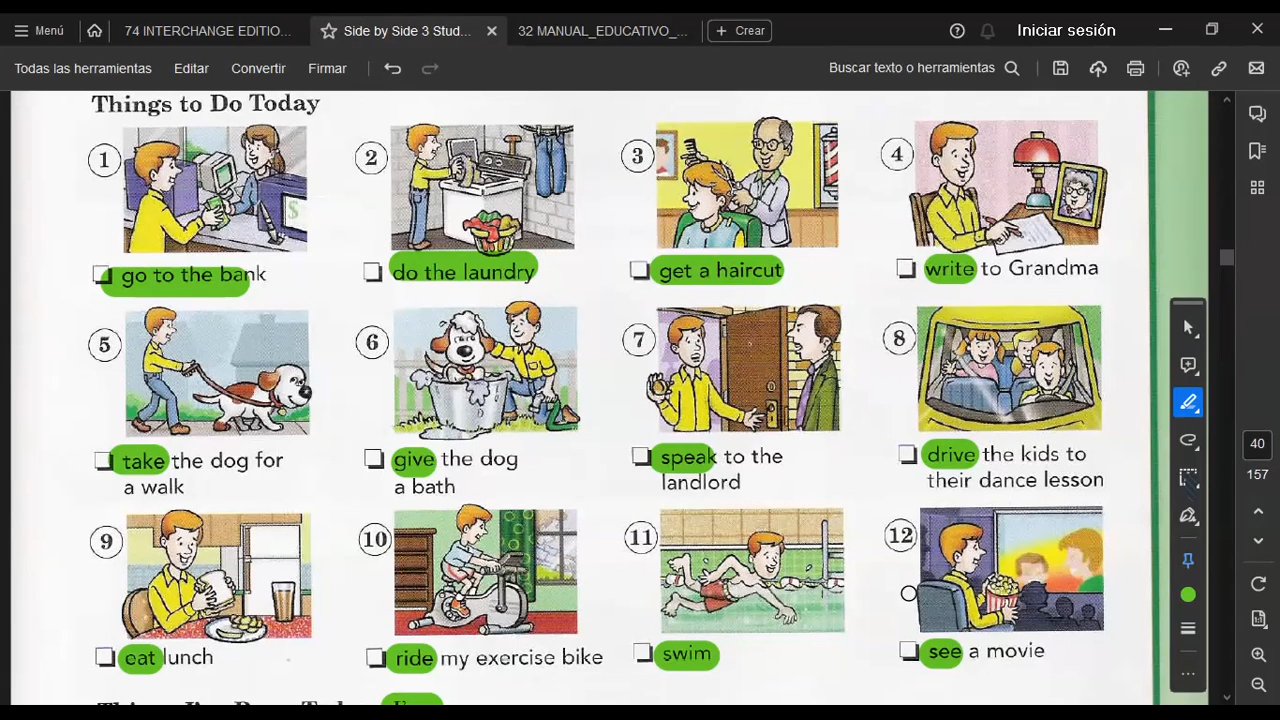 Menú
74 INTERCHANGE EDITIO...
Side by Side 3 Stud...
32 MANUAL_EDUCATIVO_...
Crear
Iniciar sesión
Todas las herramientas
Editar
Convertir
Firmar
Buscar texto o herramientas
Things to Do Today
1
2
3
4
$
go to the bank
do the laundry
get a haircut
write to Grandma
5
6
7
8
take the dog for
a walk
give the dog
a bath
speak to the
landlord
drive the kids to
their dance lesson
40
157
9
10
11
12
eat lunch
ride my exercise bike
swim
see a movie